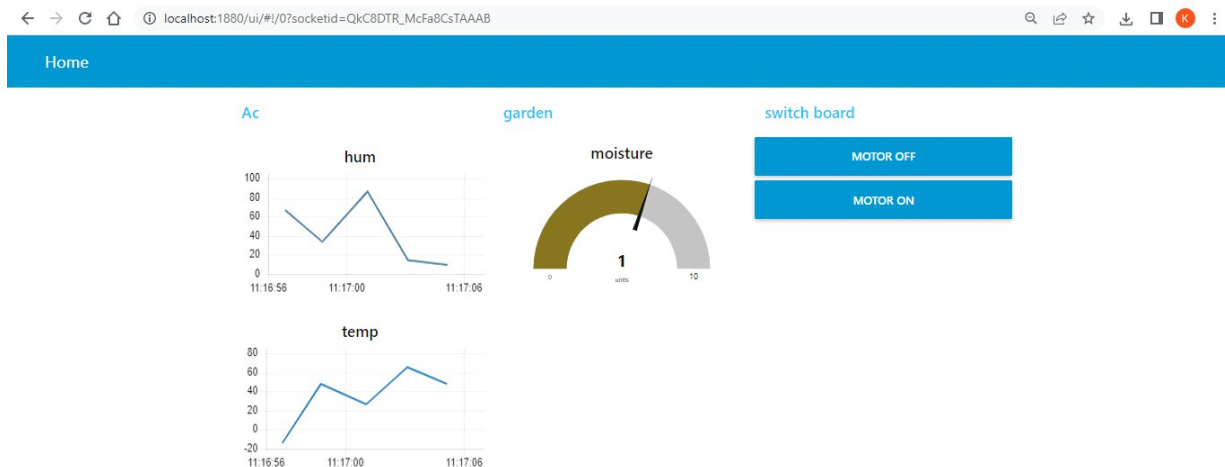 localhost:1880/ui/#!/0?socketid=QkC8DTR_McFa8CsTAAAB
K
Home
Ac
hum
100
80
60
40
20
0
11:16:56 11:17:00 11:17:06
temp
80
60
40
20
0
-20
11:16:56 11:17:00 11:17:06
garden
moisture
1
units
0 10
switch board
MOTOR OFF
MOTOR ON